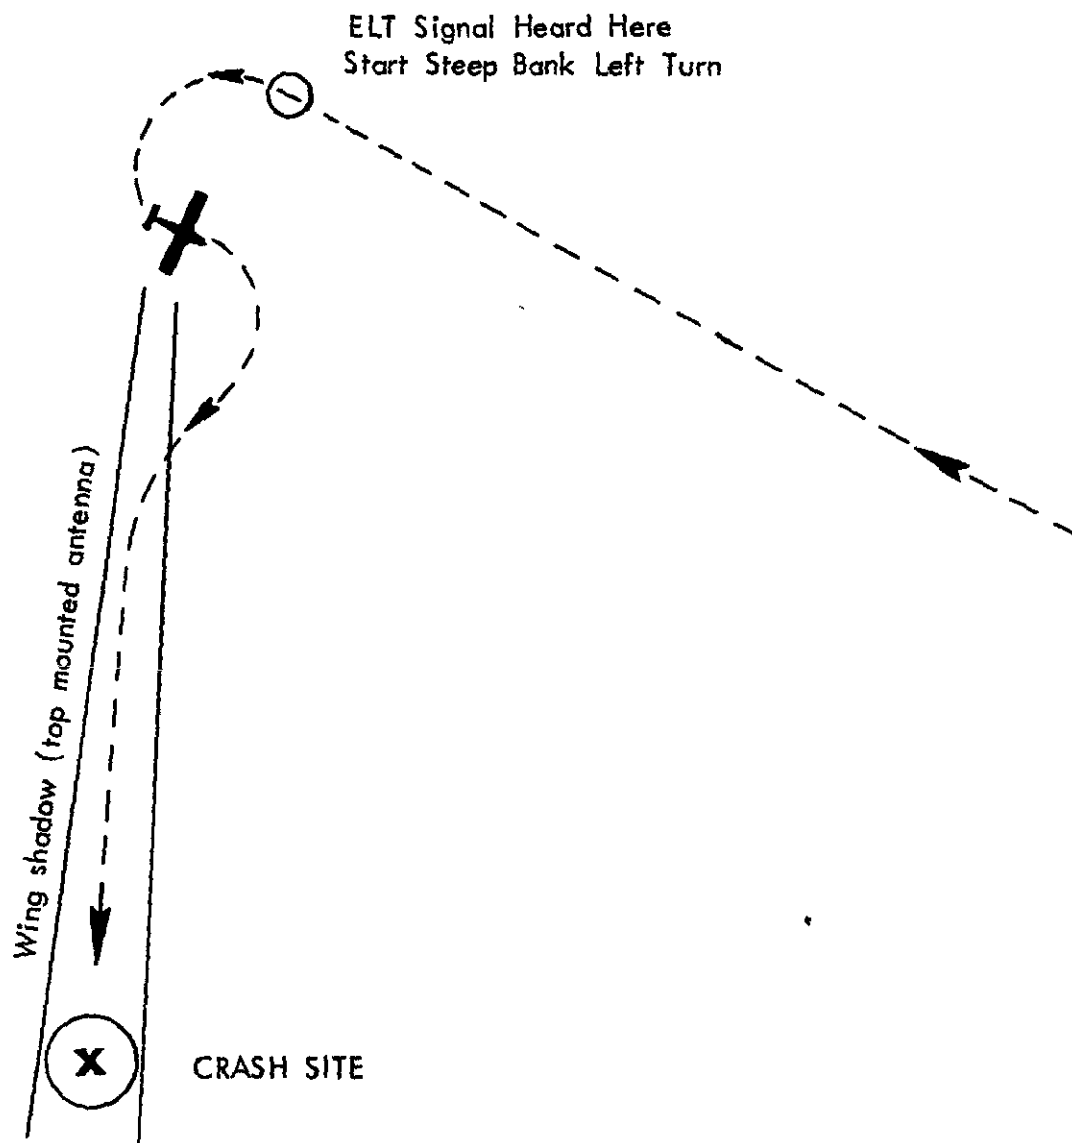 ELT Signal Heard Here
Start Steep Bank Left Turn
Wing shadow (top mounted antenna)
X
CRASH SITE